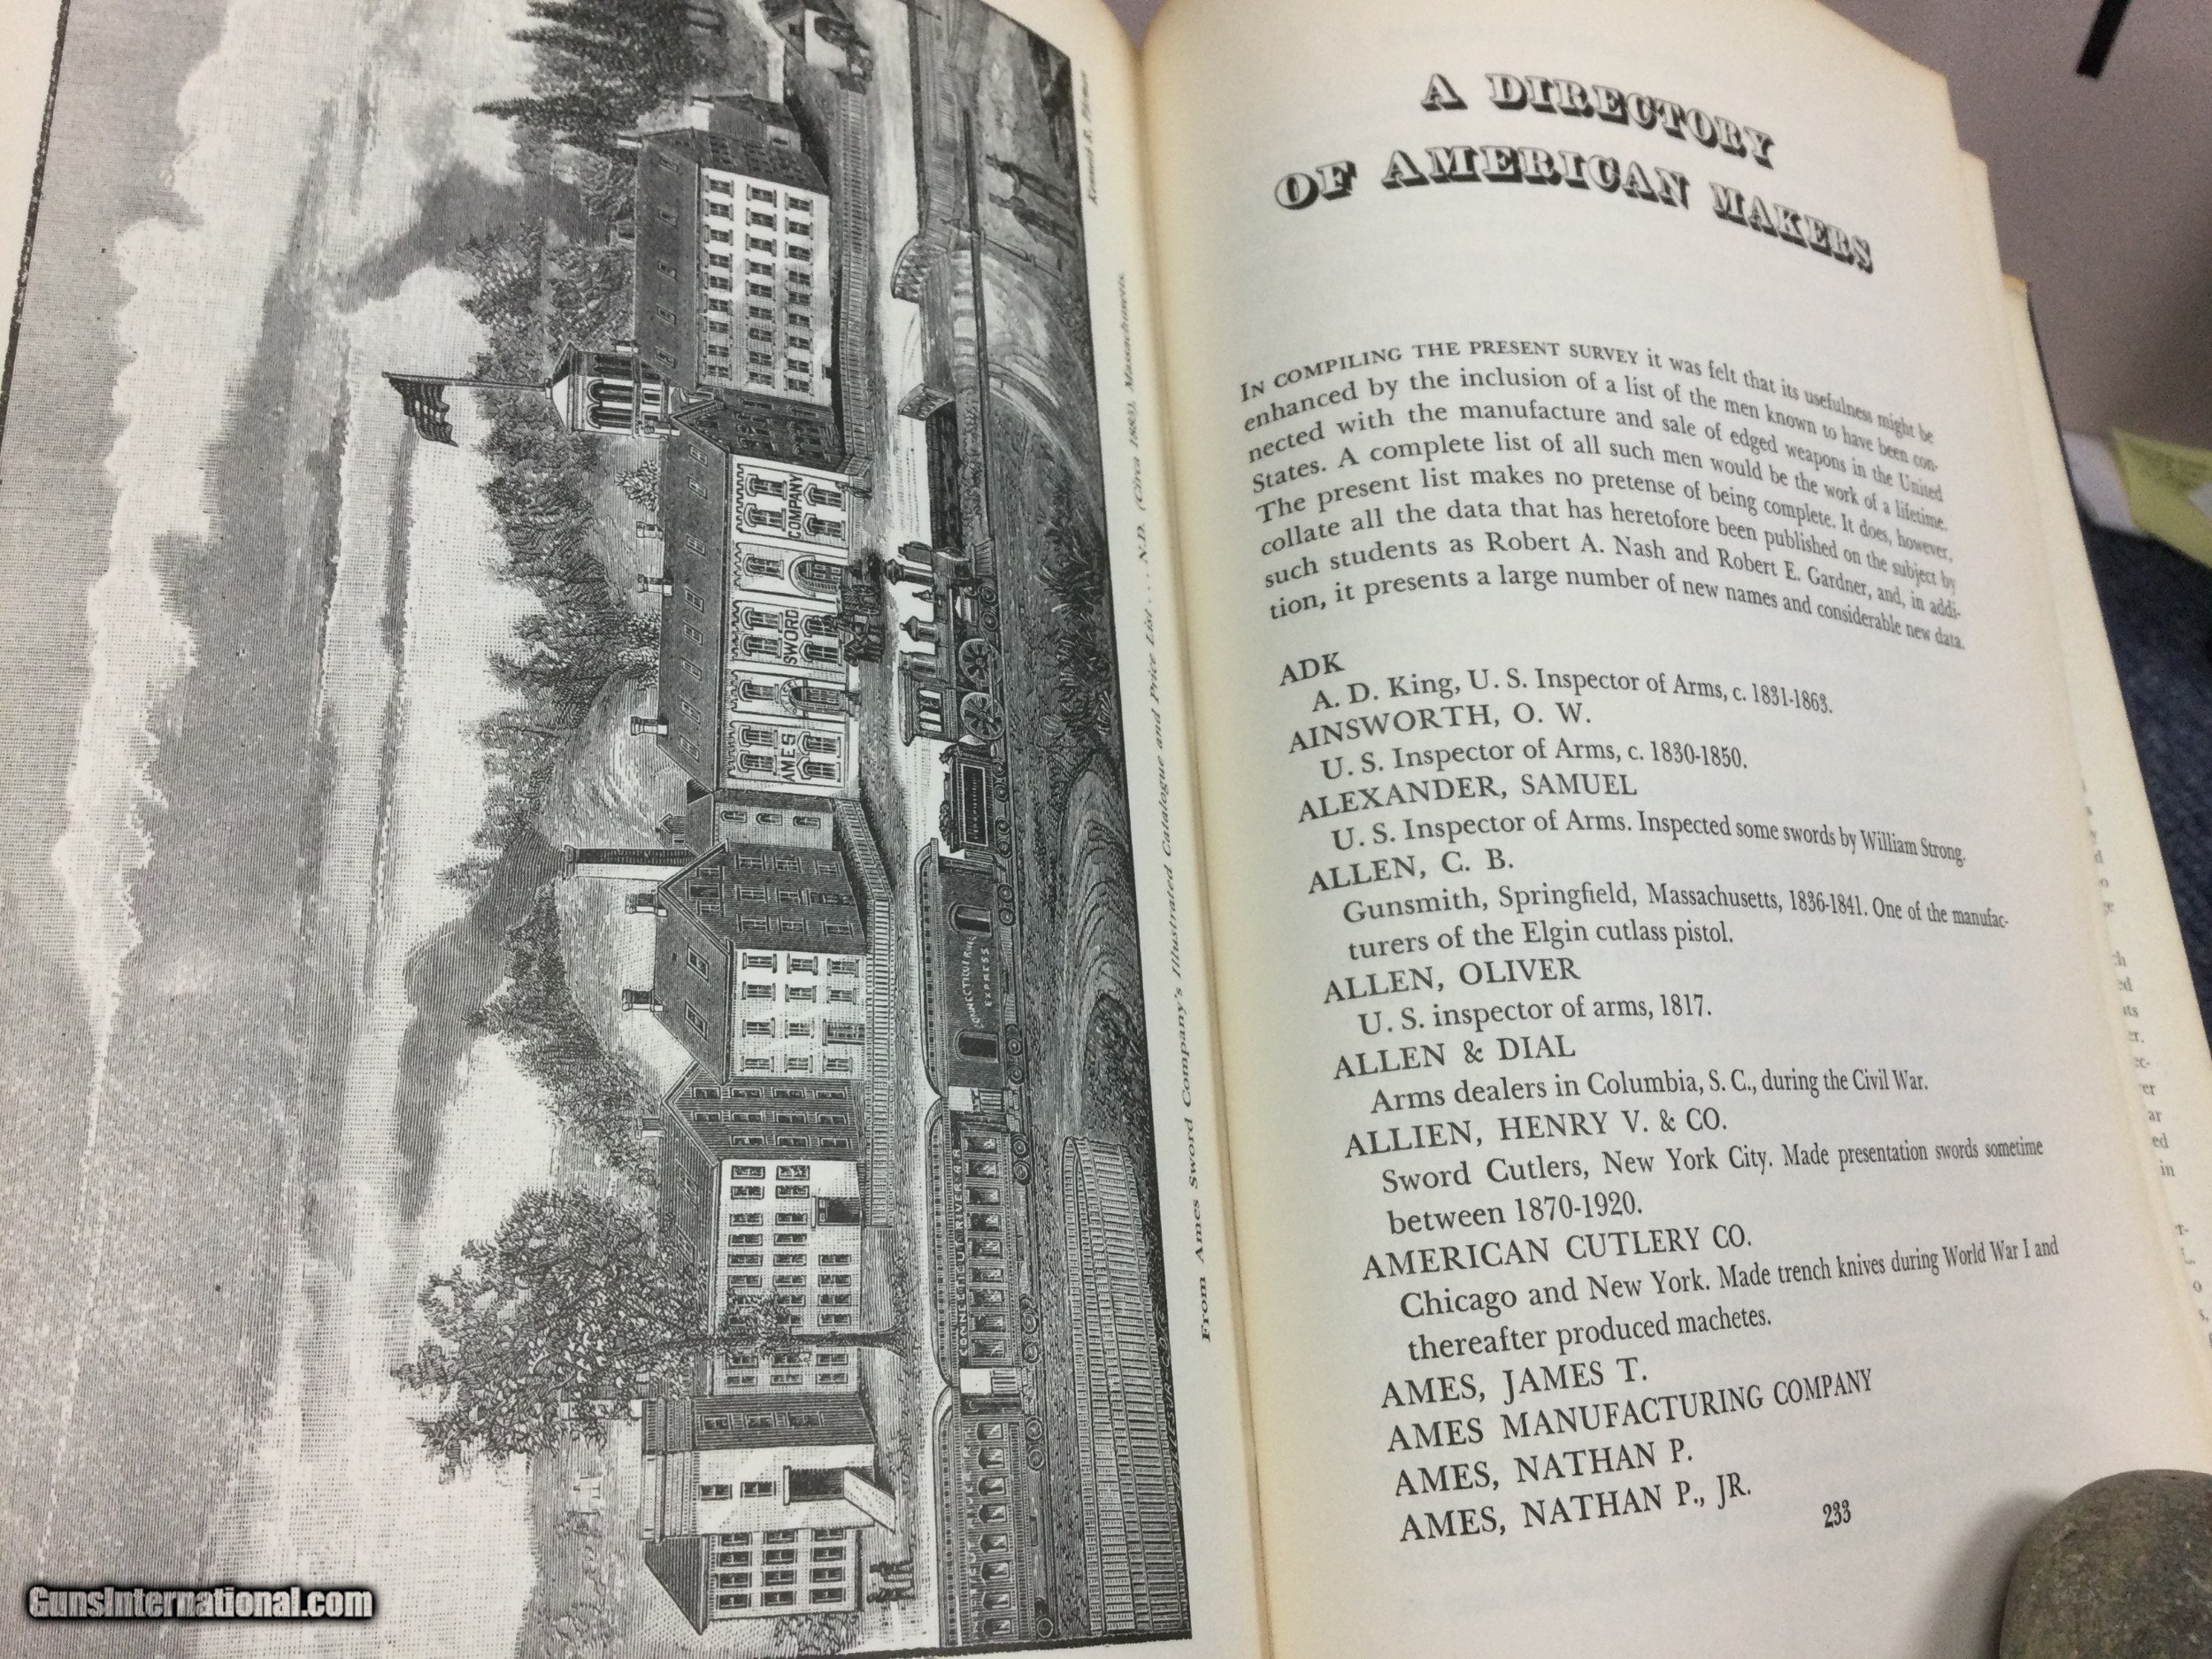 COMPANY
SWORD
AMES
CONNECTICUT RIVER
EXPRESS
CONNECTICUT RIVER R.R.
From Ames Sword Company's Illustrated Catalogue and Price List . . . N.D. (Circa 1883), Massachusetts.
GunsInternational.com
A DIRECTORY
OF AMERICAN MAKERS
IN COMPILING THE PRESENT SURVEY it was felt that its usefulness might be
enhanced by the inclusion of a list of the men known to have been con-
nected with the manufacture and sale of edged weapons in the United
States. A complete list of all such men would be the work of a lifetime.
The present list makes no pretense of being complete. It does, however,
collate all the data that has heretofore been published on the subject by
such students as Robert A. Nash and Robert E. Gardner, and, in addi-
tion, it presents a large number of new names and considerable new data.
ADK
A. D. King, U. S. Inspector of Arms, c. 1831-1863.
AINSWORTH, O. W.
U. S. Inspector of Arms, c. 1830-1850.
ALEXANDER, SAMUEL
U. S. Inspector of Arms. Inspected some swords by William Strong.
ALLEN, C. B.
Gunsmith, Springfield, Massachusetts, 1836-1841. One of the manufac-
turers of the Elgin cutlass pistol.
ALLEN, OLIVER
U. S. inspector of arms, 1817.
ALLEN & DIAL
Arms dealers in Columbia, S. C., during the Civil War.
ALLIEN, HENRY V. & CO.
Sword Cutlers, New York City. Made presentation swords sometime
between 1870-1920.
AMERICAN CUTLERY CO.
Chicago and New York. Made trench knives during World War I and
thereafter produced machetes.
AMES, JAMES T.
AMES MANUFACTURING COMPANY
AMES, NATHAN P.
AMES, NATHAN P., JR.
233